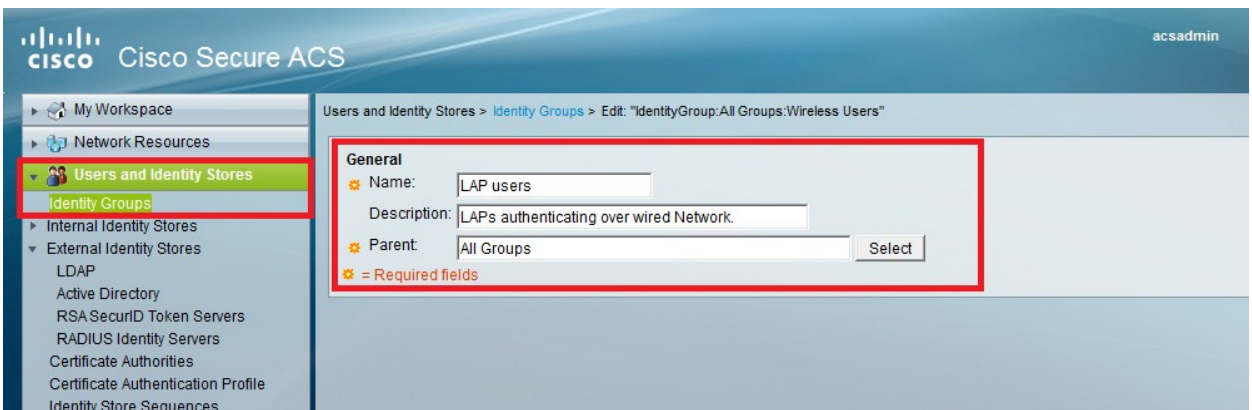 CISCO Cisco Secure ACS
acsadmin
My Workspace
Network Resources
Users and Identity Stores
Identity Groups
Internal Identity Stores
External Identity Stores
LDAP
Active Directory
RSA SecurID Token Servers
RADIUS Identity Servers
Certificate Authorities
Certificate Authentication Profile
Identity Store Sequences
Users and Identity Stores > Identity Groups > Edit: "IdentityGroup:All Groups:Wireless Users"
General
Name: LAP users
Description: LAPs authenticating over wired Network.
Parent: All Groups Select
= Required fields